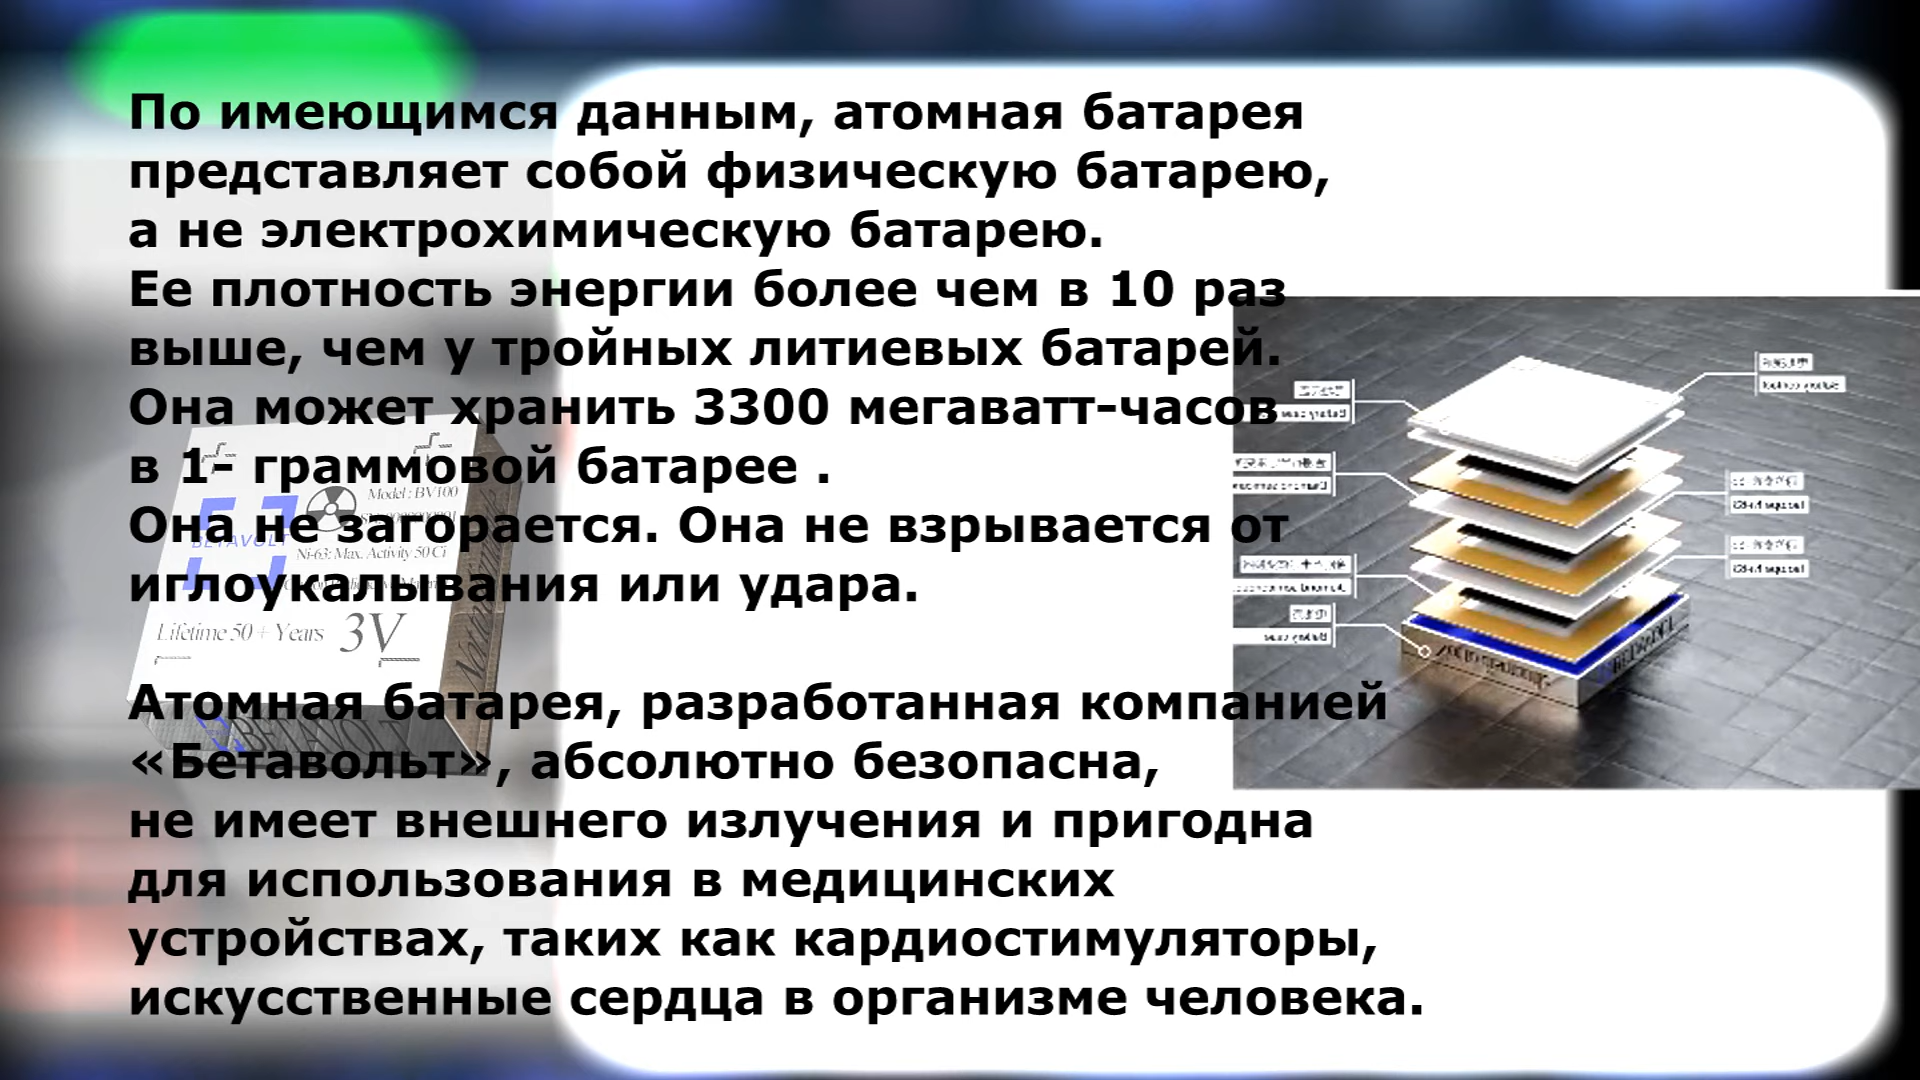 По имеющимся данным, атомная батарея
представляет собой физическую батарею,
а не электрохимическую батарею.
Ее плотность энергии более чем в 10 раз
выше, чем у тройных литиевых батарей.
Она может хранить 3300 мегаватт-часов
в 1- граммовой батарее .
Она не загорается. Она не взрывается от
иглоукалывания или удара.
Атомная батарея, разработанная компанией
«Бетавольт», абсолютно безопасна,
не имеет внешнего излучения и пригодна
для использования в медицинских
устройствах, таких как кардиостимуляторы,
искусственные сердца в организме человека.
Model : BV100
BETAVOLT
Ni-63: Max. Activity 50 Ci
Lifetime 50 + Years
3V
BETAVOLT